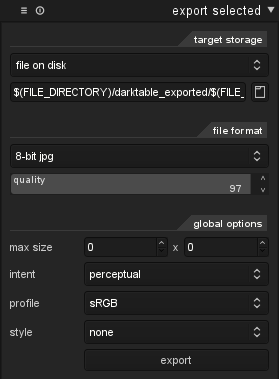 export selected
target storage
file on disk
$(FILE_DIRECTORY)/darktable_exported/$(FILE_
file format
8-bit jpg
quality
97
global options
max size 0 x 0
intent perceptual
profile sRGB
style none
export